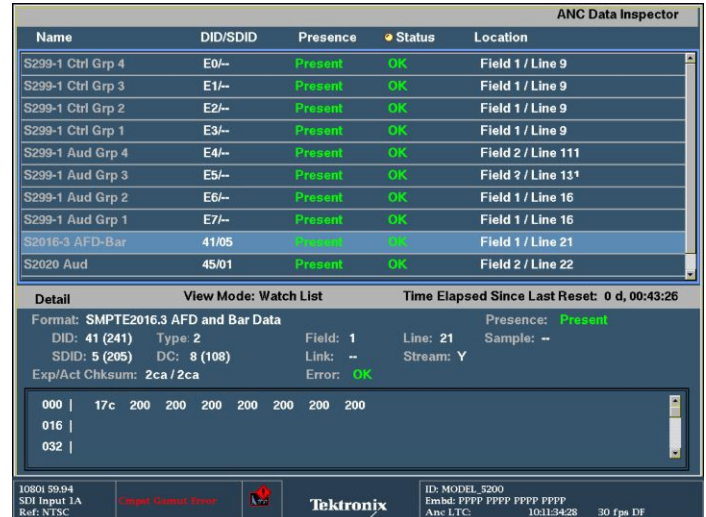 ANC Data Inspector
Name DID/SDID Presence Status Location
S299-1 Ctrl Grp 4 E0/-- Present OK Field 1 / Line 9
S299-1 Ctrl Grp 3 E1/-- Present OK Field 1 / Line 9
S299-1 Ctrl Grp 2 E2/-- Present OK Field 1 / Line 9
S299-1 Ctrl Grp 1 E3/-- Present OK Field 1 / Line 9
S299-1 Aud Grp 4 E4/-- Present OK Field 2 / Line 111
S299-1 Aud Grp 3 E5/-- Present OK Field ? / Line 131
S299-1 Aud Grp 2 E6/-- Present OK Field 1 / Line 16
S299-1 Aud Grp 1 E7/-- Present OK Field 1 / Line 16
S2016-3 AFD-Bar 41/05 Present OK Field 1 / Line 21
S2020 Aud 45/01 Present OK Field 2 / Line 22
Detail View Mode: Watch List Time Elapsed Since Last Reset: 0 d, 00:43:26
Format: SMPTE2016.3 AFD and Bar Data Presence: Present
DID: 41 (241) Type: 2 Field: 1 Line: 21 Sample: --
SDID: 5 (205) DC: 8 (108) Link: -- Stream: Y
Exp/Act Chksum: 2ca / 2ca Error: OK
000 | 17c 200 200 200 200 200 200 200
016 |
032 |
1080i 59.94
SDI Input 1A
Ref: NTSC
Cmpst Gamut Error
Tektronix
ID: MODEL_5200
Embd: PPPP PPPP PPPP PPPP
Anc LTC: 10:11:34:28 30 fps DF